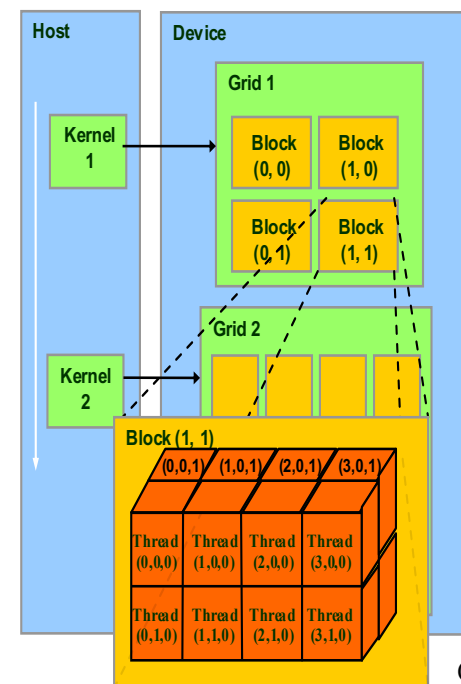 Host
Device
Grid 1
Kernel
1
Block
(0, 0)
Block
(1, 0)
Block
(0, 1)
Block
(1, 1)
Grid 2
Kernel
2
Block (1, 1)
(0,0,1)
(1,0,1)
(2,0,1)
(3,0,1)
Thread
(0,0,0)
Thread
(1,0,0)
Thread
(2,0,0)
Thread
(3,0,0)
Thread
(0,1,0)
Thread
(1,1,0)
Thread
(2,1,0)
Thread
(3,1,0)